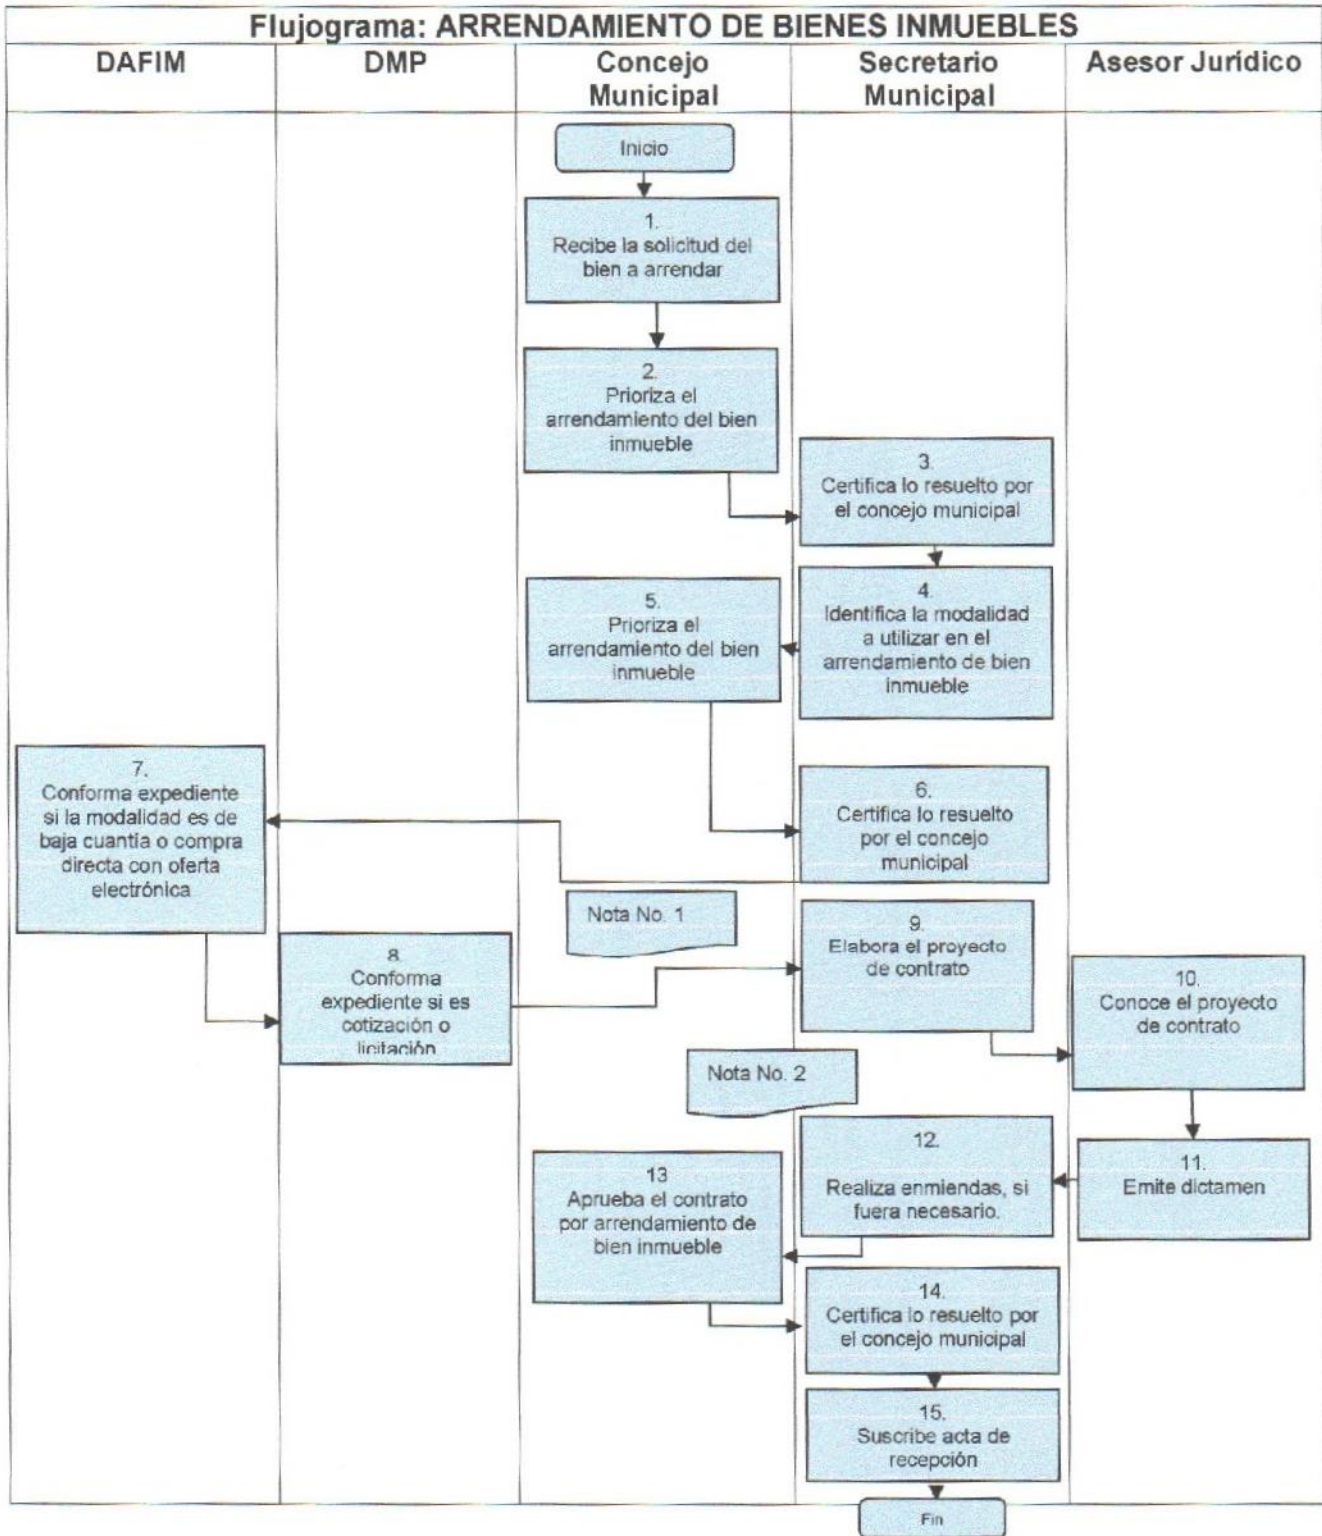 Flujograma: ARRENDAMIENTO DE BIENES INMUEBLES
DAFIM
DMP
Concejo
Municipal
Secretario
Municipal
Asesor Jurídico
Inicio
1.
Recibe la solicitud del
bien a arrendar
2.
Prioriza el
arrendamiento del bien
inmueble
3.
Certifica lo resuelto por
el concejo municipal
4.
Identifica la modalidad
a utilizar en el
arrendamiento de bien
inmueble
5.
Prioriza el
arrendamiento del bien
inmueble
6.
Certifica lo resuelto
por el concejo
municipal
7.
Conforma expediente
si la modalidad es de
baja cuantía o compra
directa con oferta
electrónica
Nota No. 1
8.
Conforma
expediente si es
cotización o
licitación
9.
Elabora el proyecto
de contrato
10.
Conoce el proyecto
de contrato
Nota No. 2
11.
Emite dictamen
12.
Realiza enmiendas, si
fuera necesario.
13
Aprueba el contrato
por arrendamiento de
bien inmueble
14.
Certifica lo resuelto por
el concejo municipal
15.
Suscribe acta de
recepción
Fin